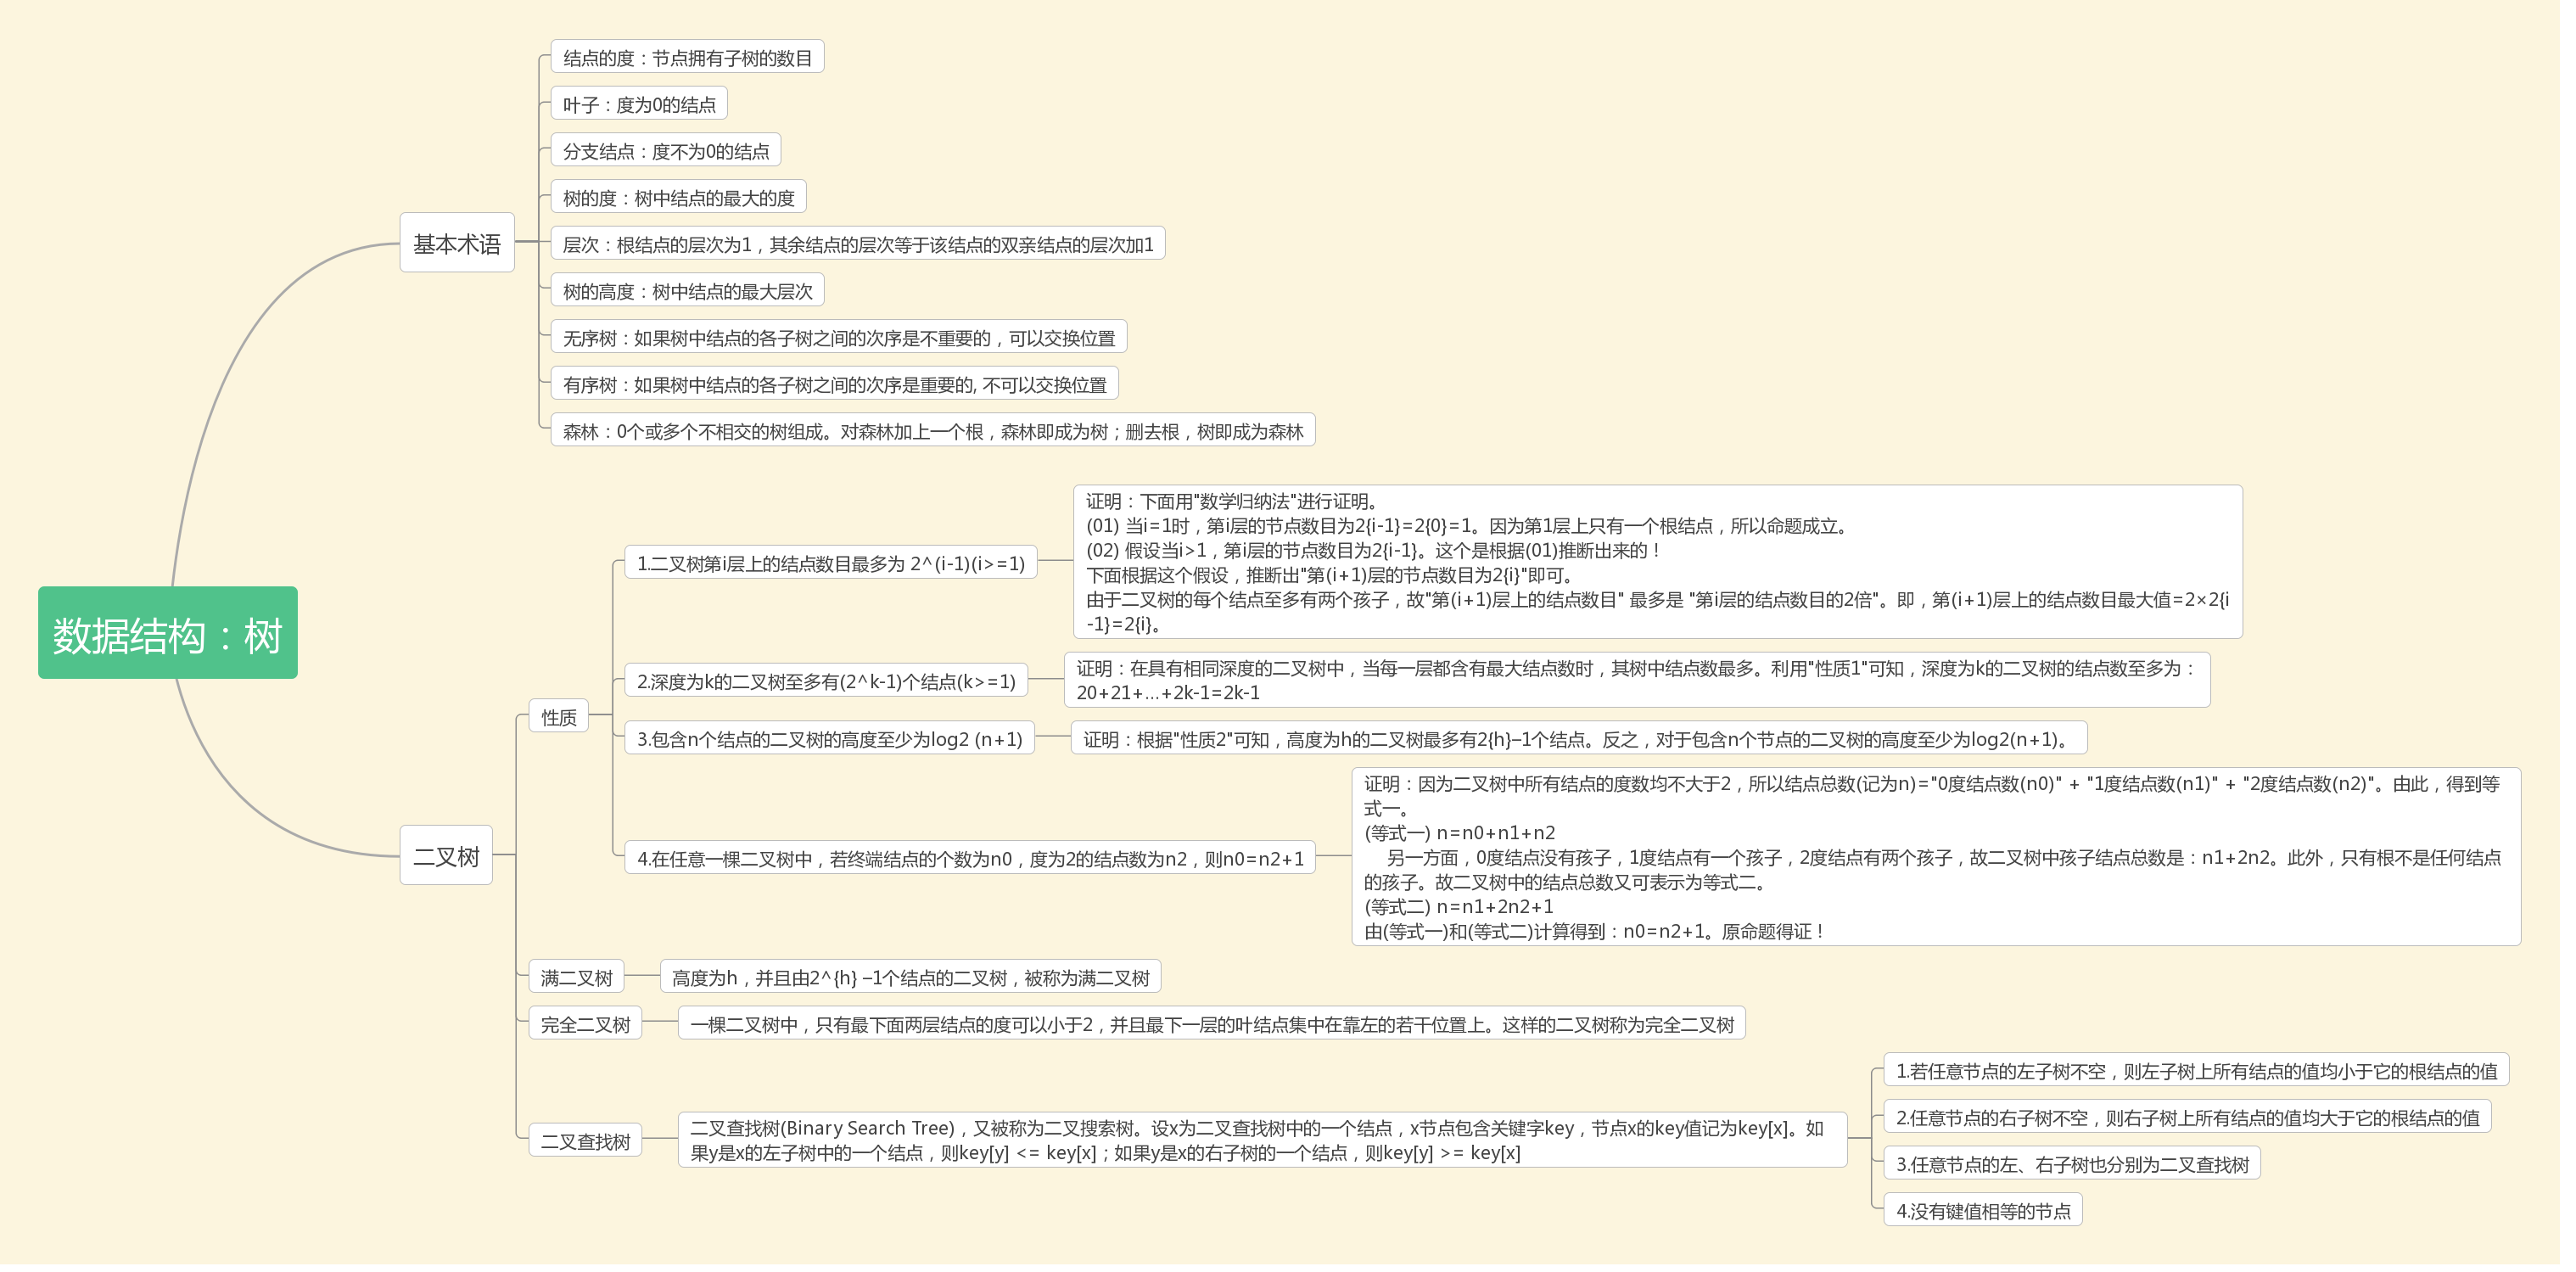 数据结构：树
基本术语
结点的度：节点拥有子树的数目
叶子：度为0的结点
分支结点：度不为0的结点
树的度：树中结点的最大的度
层次：根结点的层次为1，其余结点的层次等于该结点的双亲结点的层次加1
树的高度：树中结点的最大层次
无序树：如果树中结点的各子树之间的次序是不重要的，可以交换位置
有序树：如果树中结点的各子树之间的次序是重要的, 不可以交换位置
森林：0个或多个不相交的树组成。对森林加上一个根，森林即成为树；删去根，树即成为森林
二叉树
性质
1.二叉树第i层上的结点数目最多为 2^(i-1)(i>=1)
证明：下面用"数学归纳法"进行证明。
(01) 当i=1时，第i层的节点数目为2{i-1}=2{0}=1。因为第1层上只有一个根结点，所以命题成立。
(02) 假设当i>1，第i层的节点数目为2{i-1}。这个是根据(01)推断出来的！
下面根据这个假设，推断出"第(i+1)层的节点数目为2{i}"即可。
由于二叉树的每个结点至多有两个孩子，故"第(i+1)层上的结点数目" 最多是 "第i层的结点数目的2倍"。即，第(i+1)层上的结点数目最大值=2×2{i
-1}=2{i}。
2.深度为k的二叉树至多有(2^k-1)个结点(k>=1)
证明：在具有相同深度的二叉树中，当每一层都含有最大结点数时，其树中结点数最多。利用"性质1"可知，深度为k的二叉树的结点数至多为：
20+21+…+2k-1=2k-1
3.包含n个结点的二叉树的高度至少为log2 (n+1)
证明：根据"性质2"可知，高度为h的二叉树最多有2{h}–1个结点。反之，对于包含n个节点的二叉树的高度至少为log2(n+1)。
4.在任意一棵二叉树中，若终端结点的个数为n0，度为2的结点数为n2，则n0=n2+1
证明：因为二叉树中所有结点的度数均不大于2，所以结点总数(记为n)="0度结点数(n0)" + "1度结点数(n1)" + "2度结点数(n2)"。由此，得到等
式一。
(等式一) n=n0+n1+n2
另一方面，0度结点没有孩子，1度结点有一个孩子，2度结点有两个孩子，故二叉树中孩子结点总数是：n1+2n2。此外，只有根不是任何结点
的孩子。故二叉树中的结点总数又可表示为等式二。
(等式二) n=n1+2n2+1
由(等式一)和(等式二)计算得到：n0=n2+1。原命题得证！
满二叉树
高度为h，并且由2^{h} –1个结点的二叉树，被称为满二叉树
完全二叉树
一棵二叉树中，只有最下面两层结点的度可以小于2，并且最下一层的叶结点集中在靠左的若干位置上。这样的二叉树称为完全二叉树
二叉查找树
二叉查找树(Binary Search Tree)，又被称为二叉搜索树。设x为二叉查找树中的一个结点，x节点包含关键字key，节点x的key值记为key[x]。如
果y是x的左子树中的一个结点，则key[y] <= key[x]；如果y是x的右子树的一个结点，则key[y] >= key[x]
1.若任意节点的左子树不空，则左子树上所有结点的值均小于它的根结点的值
2.任意节点的右子树不空，则右子树上所有结点的值均大于它的根结点的值
3.任意节点的左、右子树也分别为二叉查找树
4.没有键值相等的节点